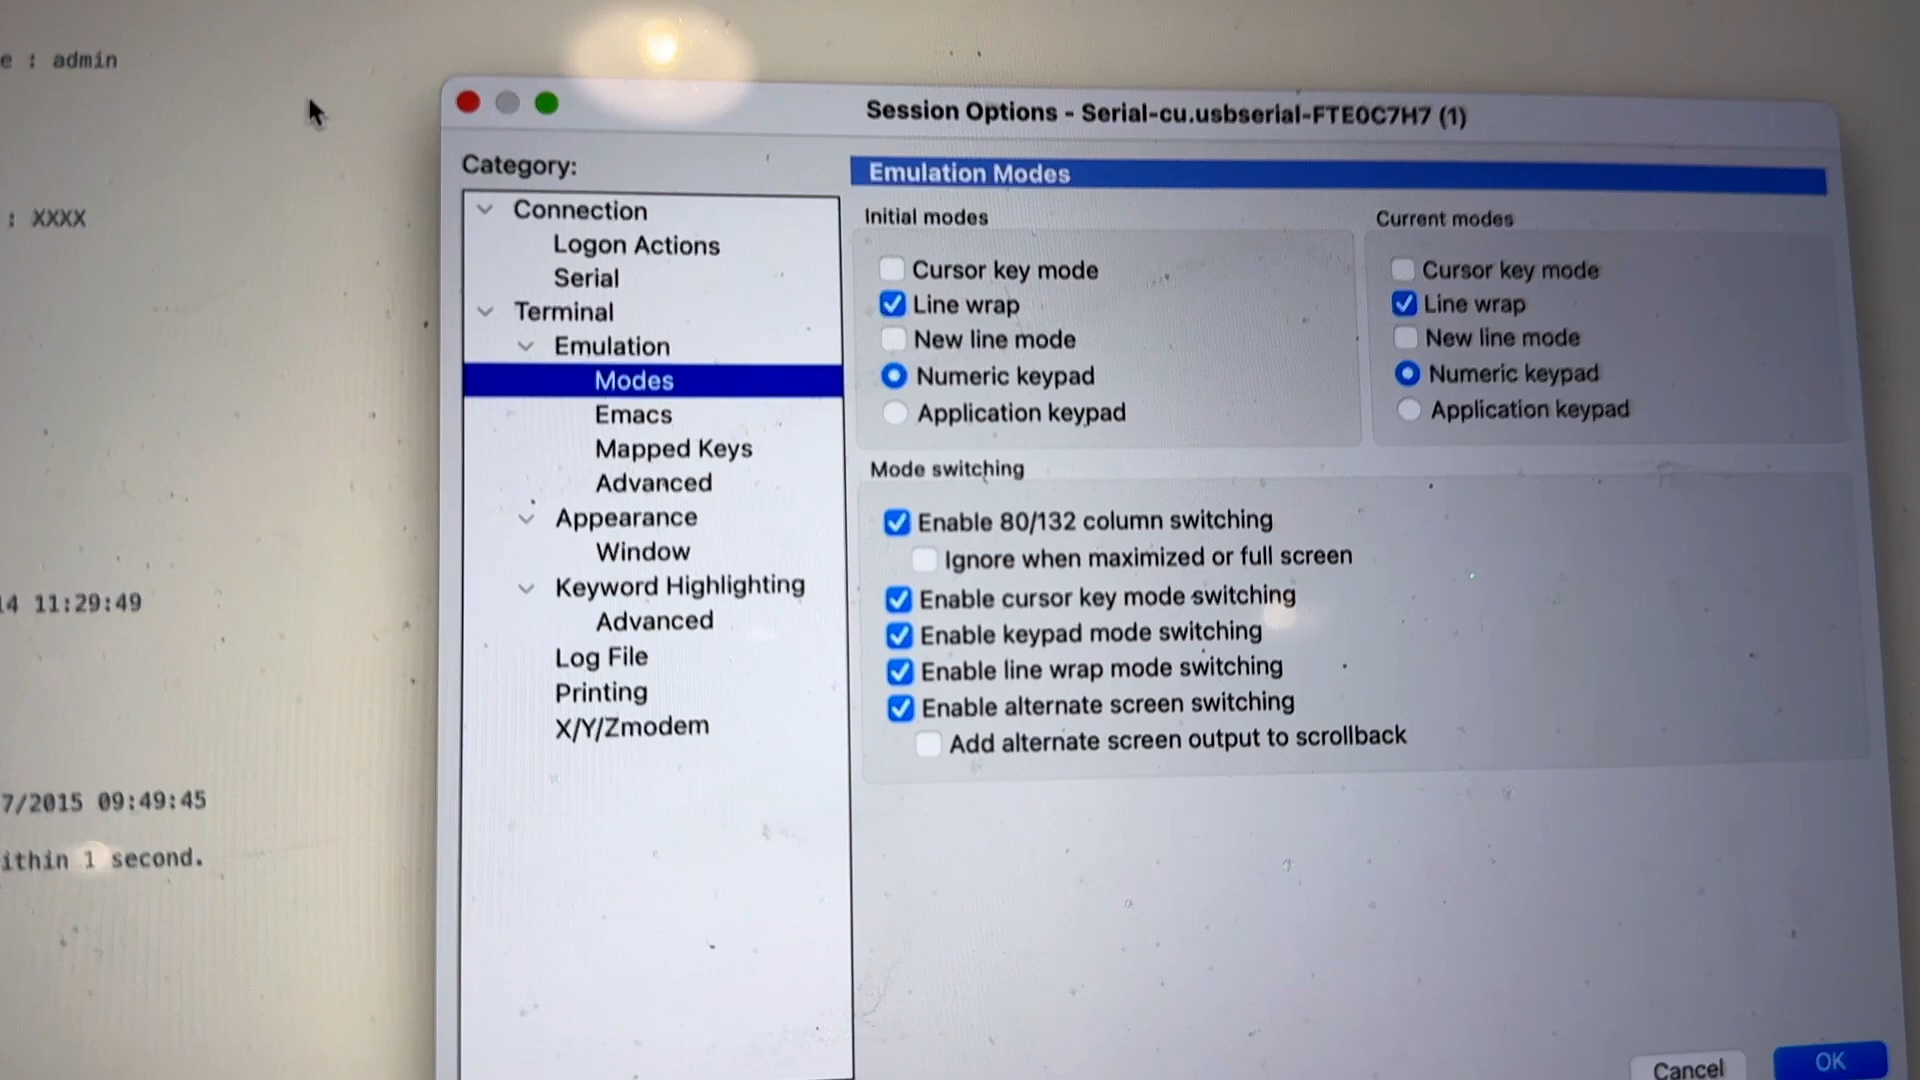 e : admin
: XXXX
14 11:29:49
7/2015 09:49:45
ithin 1 second.
Session Options - Serial-cu.usbserial-FTE0C7H7 (1)
Category:
Connection
Logon Actions
Serial
Terminal
Emulation
Modes
Emacs
Mapped Keys
Advanced
Appearance
Window
Keyword Highlighting
Advanced
Log File
Printing
X/Y/Zmodem
Emulation Modes
Initial modes
Cursor key mode
Line wrap
New line mode
Numeric keypad
Application keypad
Current modes
Cursor key mode
Line wrap
New line mode
Numeric keypad
Application keypad
Mode switching
Enable 80/132 column switching
Ignore when maximized or full screen
Enable cursor key mode switching
Enable keypad mode switching
Enable line wrap mode switching
Enable alternate screen switching
Add alternate screen output to scrollback
Cancel
OK